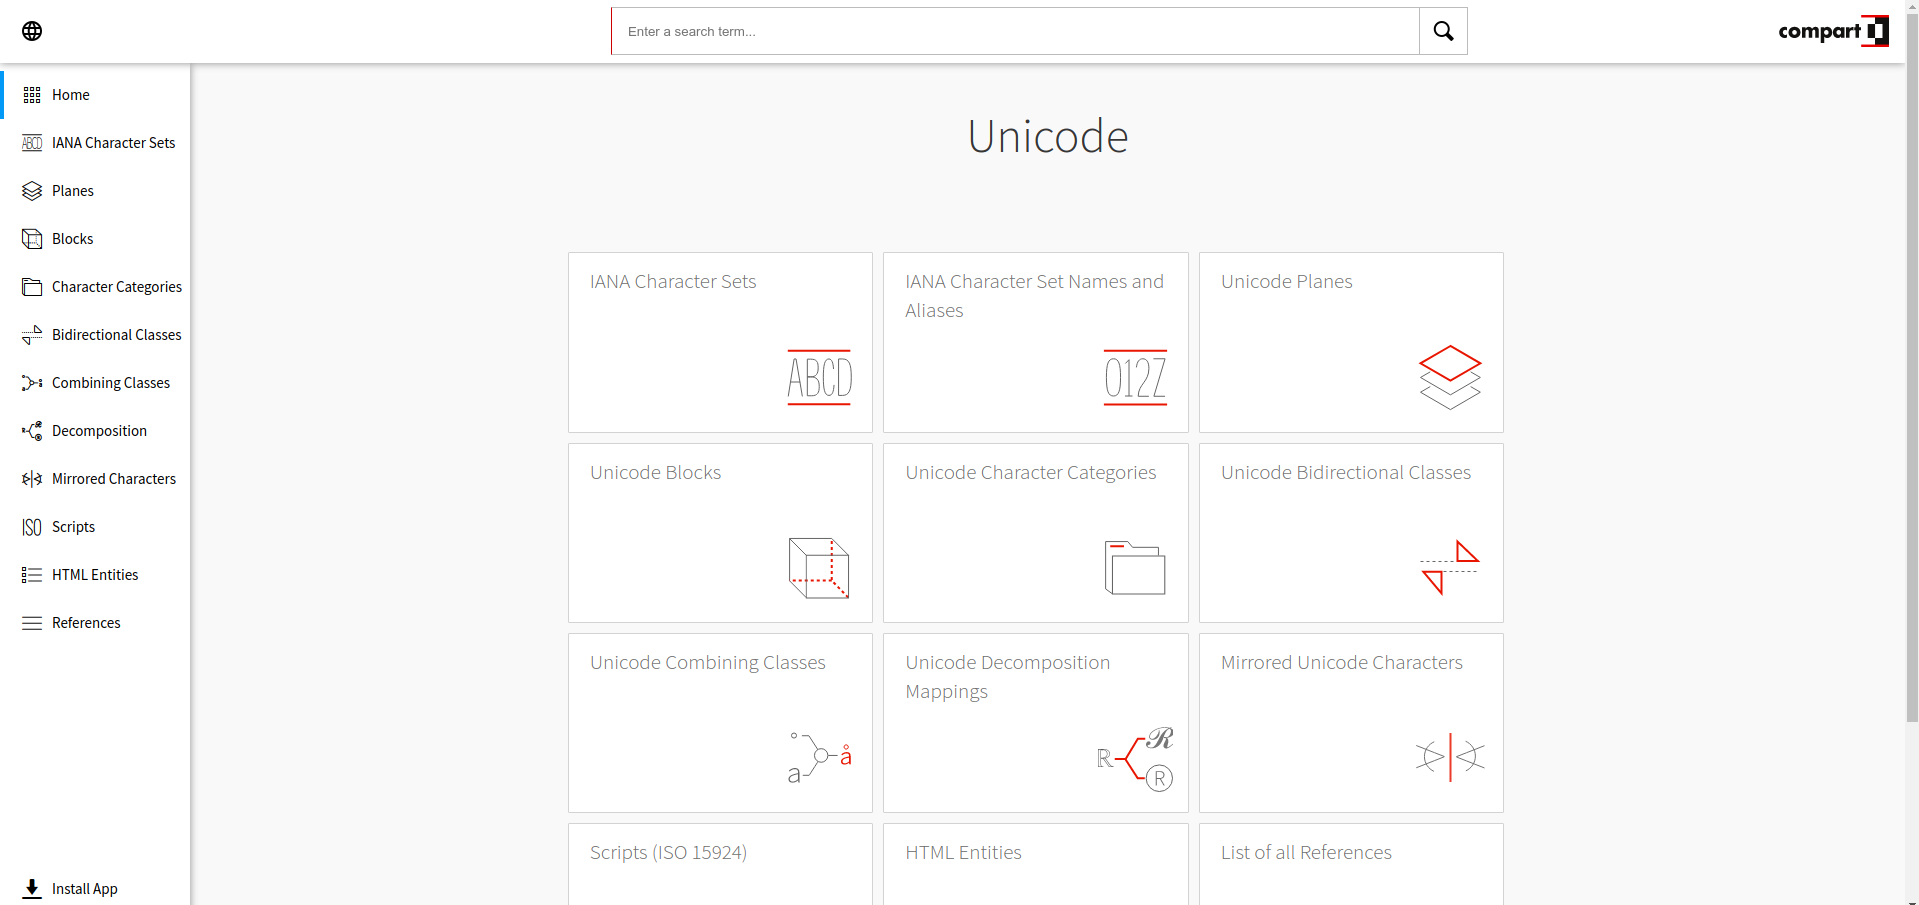 Enter a search term...
compart
Home
IANA Character Sets
Planes
Blocks
Character Categories
Bidirectional Classes
Combining Classes
Decomposition
Mirrored Characters
Scripts
HTML Entities
References
Install App
Unicode
IANA Character Sets
ABCD
IANA Character Set Names and
Aliases
012Z
Unicode Planes
Unicode Blocks
Unicode Character Categories
Unicode Bidirectional Classes
Unicode Combining Classes
° a å
Unicode Decomposition
Mappings
ℝ ℛ Ⓡ
Mirrored Unicode Characters
Scripts (ISO 15924)
HTML Entities
List of all References